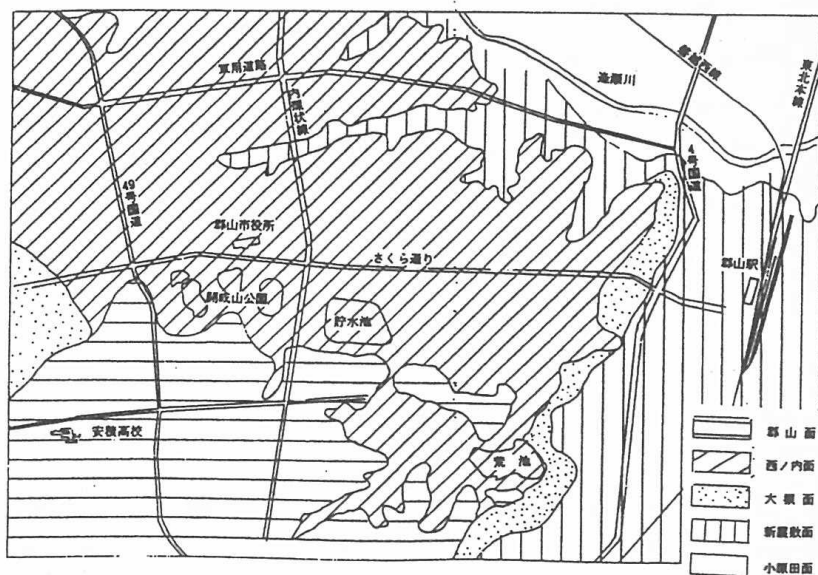 軍用道路
内環状線
逢瀬川
磐越西線
東北本線
4号国道
49号国道
郡山市役所
さくら通り
郡山駅
開成山公園
貯水池
安積高校
荒池
郡山面
西ノ内面
大槻面
新屋敷面
小原田面